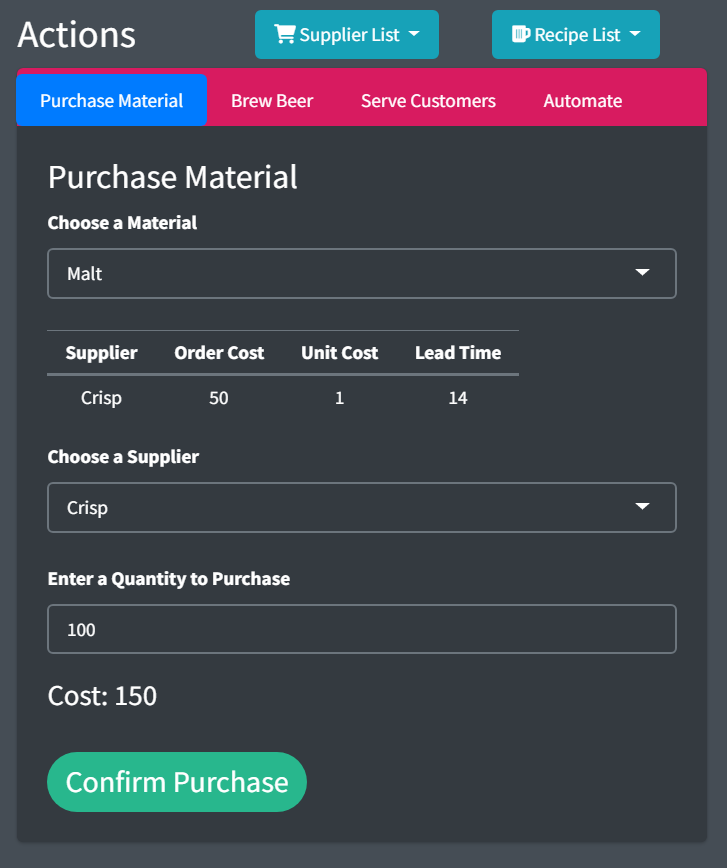 Actions Supplier List Recipe List
Purchase Material Brew Beer Serve Customers Automate
Purchase Material
Choose a Material
Malt
Supplier Order Cost Unit Cost Lead Time
Crisp 50 1 14
Choose a Supplier
Crisp
Enter a Quantity to Purchase
100
Cost: 150
Confirm Purchase